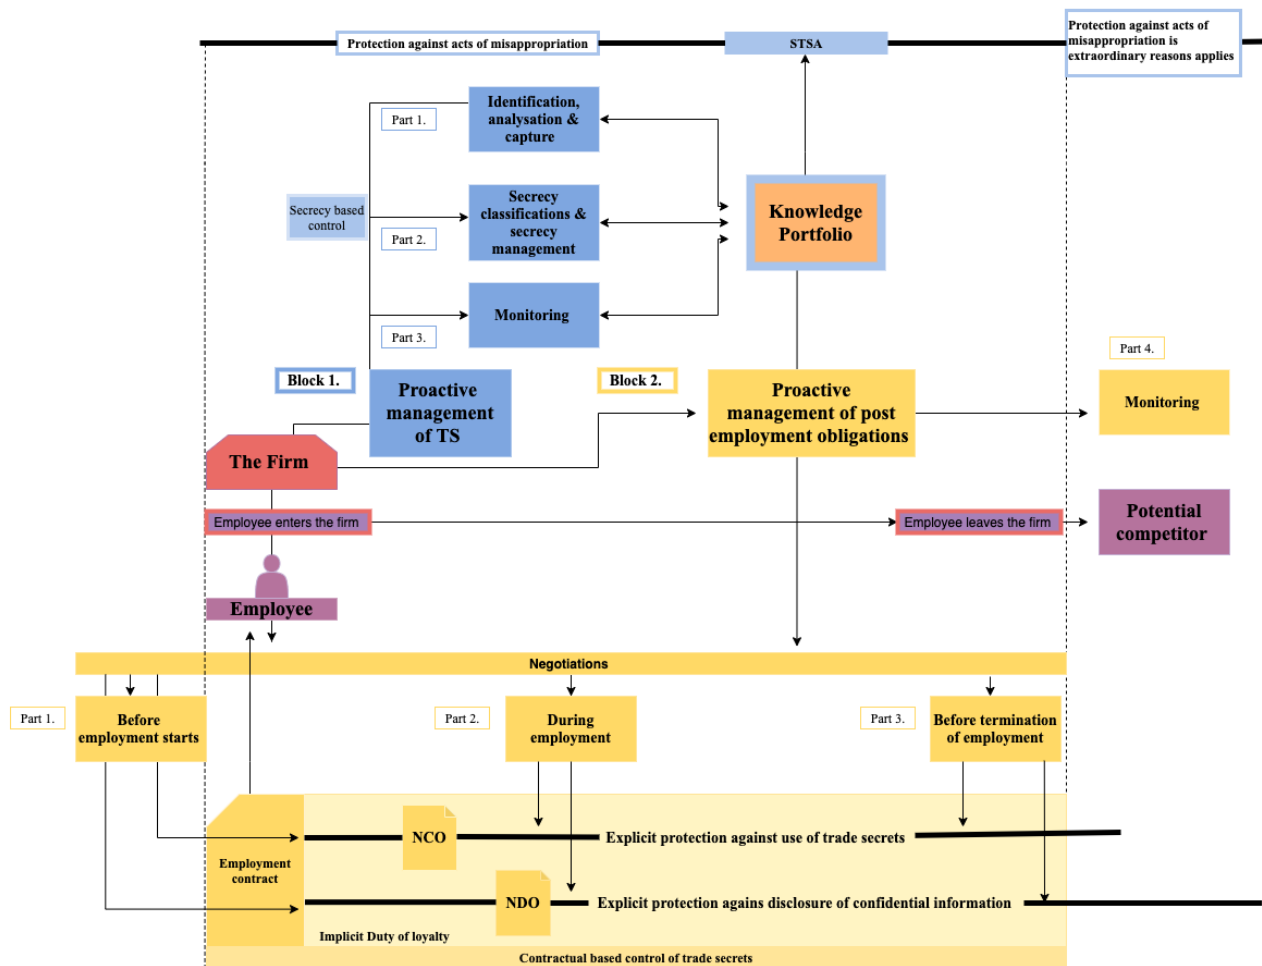 Protection against acts of misappropriation
STSA
Protection against acts of
misappropriation is
extraordinary reasons applies
Part 1.
Identification,
analysation &
capture
Secrecy based
control
Part 2.
Secrecy
classifications &
secrecy
management
Knowledge
Portfolio
Part 3.
Monitoring
Block 1.
Proactive
management
of TS
Block 2.
Proactive
management of post
employment obligations
Part 4.
Monitoring
The Firm
Employee enters the firm
Employee leaves the firm
Potential
competitor
Employee
Negotiations
Part 1.
Before
employment starts
Part 2.
During
employment
Part 3.
Before termination
of employment
Employment
contract
NCO
Explicit protection against use of trade secrets
NDO
Explicit protection agains disclosure of confidential information
Implicit Duty of loyalty
Contractual based control of trade secrets